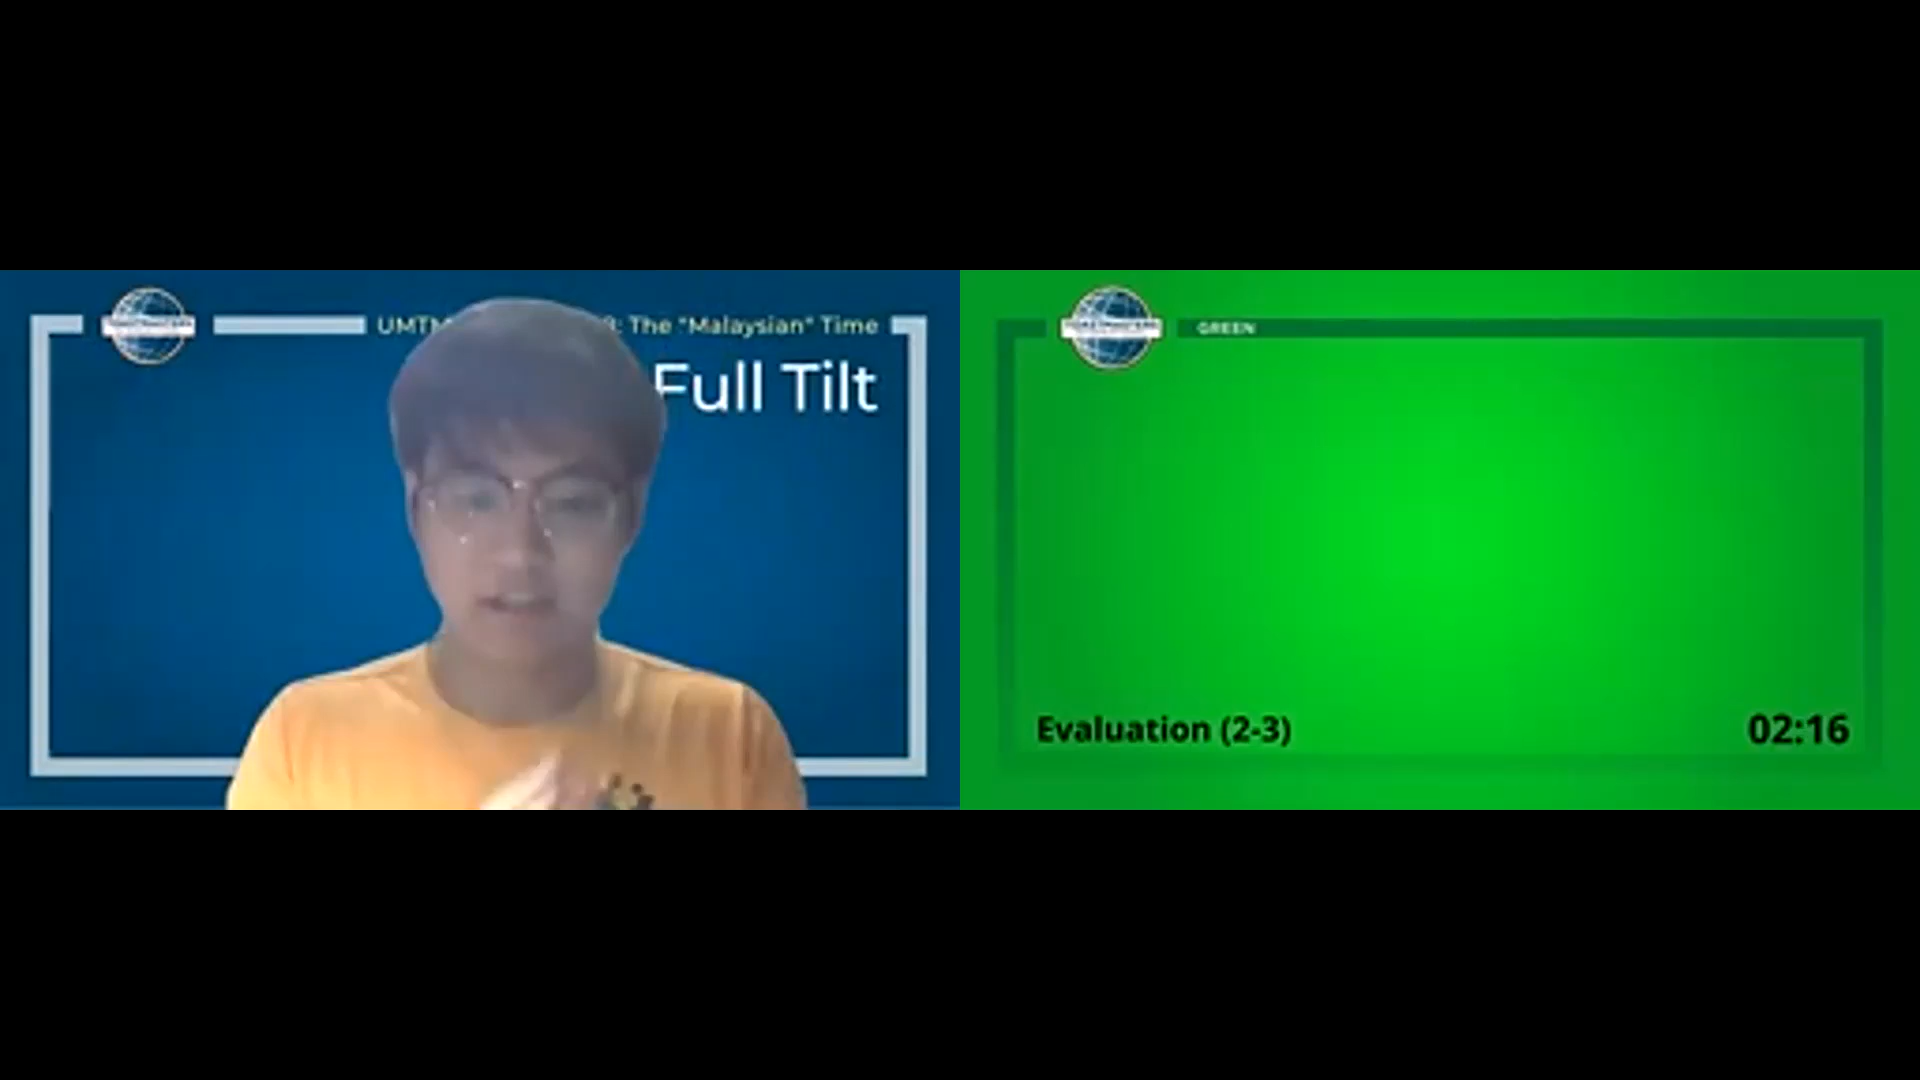 UMTM : The "Malaysian" Time
Full Tilt
GREEN
Evaluation (2-3)
02:16